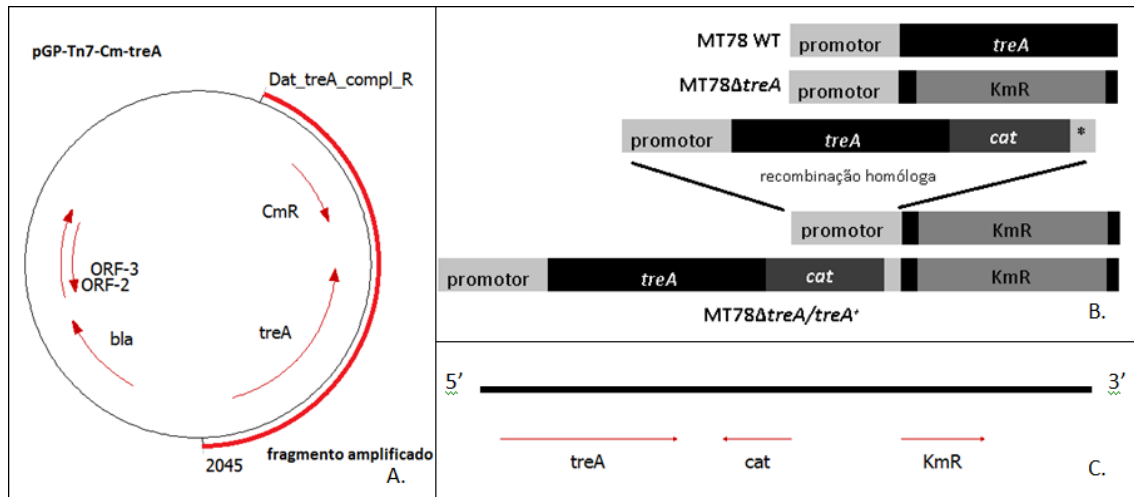 pGP-Tn7-Cm-treA
Dat_treA_compl_R
CmR
ORF-3
ORF-2
bla
treA
2045
fragmento amplificado
A.
MT78 WT
promotor
treA
MT78ΔtreA
promotor
KmR
promotor
treA
cat
*
recombinação homóloga
promotor
KmR
promotor
treA
cat
KmR
MT78ΔtreA/treA⁺
B.
5’
3’
treA
cat
KmR
C.